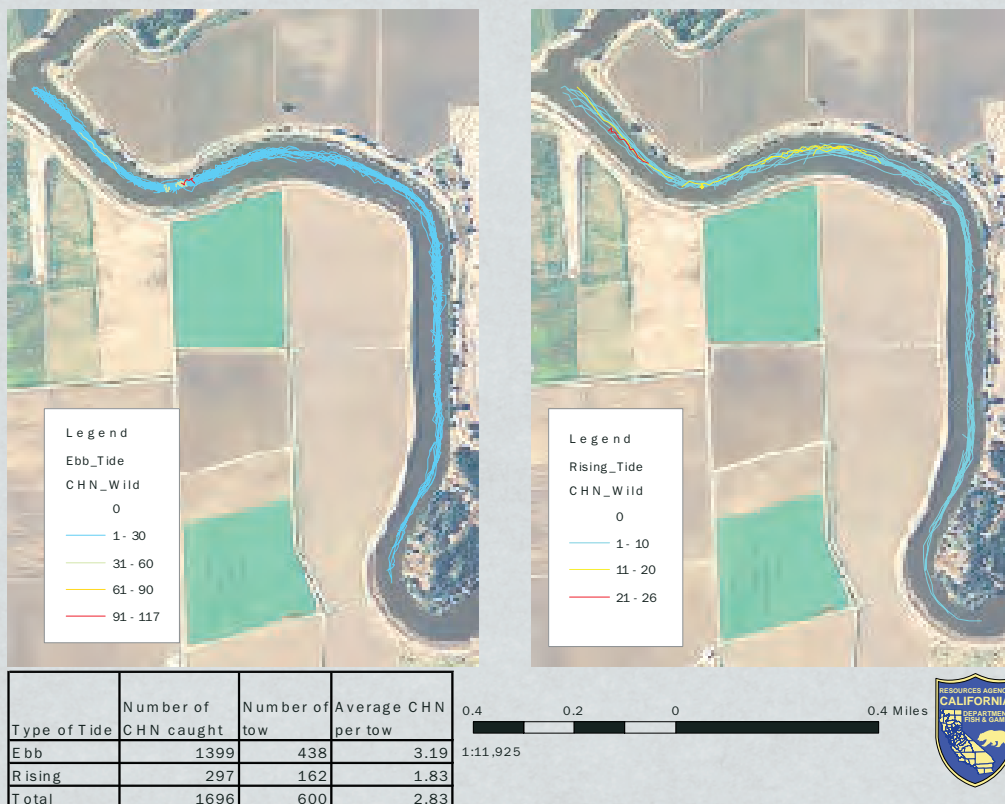 Legend
Ebb_Tide
CHN_Wild
0
1 - 30
31 - 60
61 - 90
91 - 117
Legend
Rising_Tide
CHN_Wild
0
1 - 10
11 - 20
21 - 26
Type of Tide Number of CHN caught Number of tow Average CHN per tow
Ebb 1399 438 3.19
Rising 297 162 1.83
Total 1696 600 2.83
0.4 0.2 0 0.4 Miles
1:11,925
RESOURCES AGENC
CALIFORNIA
DEPARTMEN
FISH & GAM